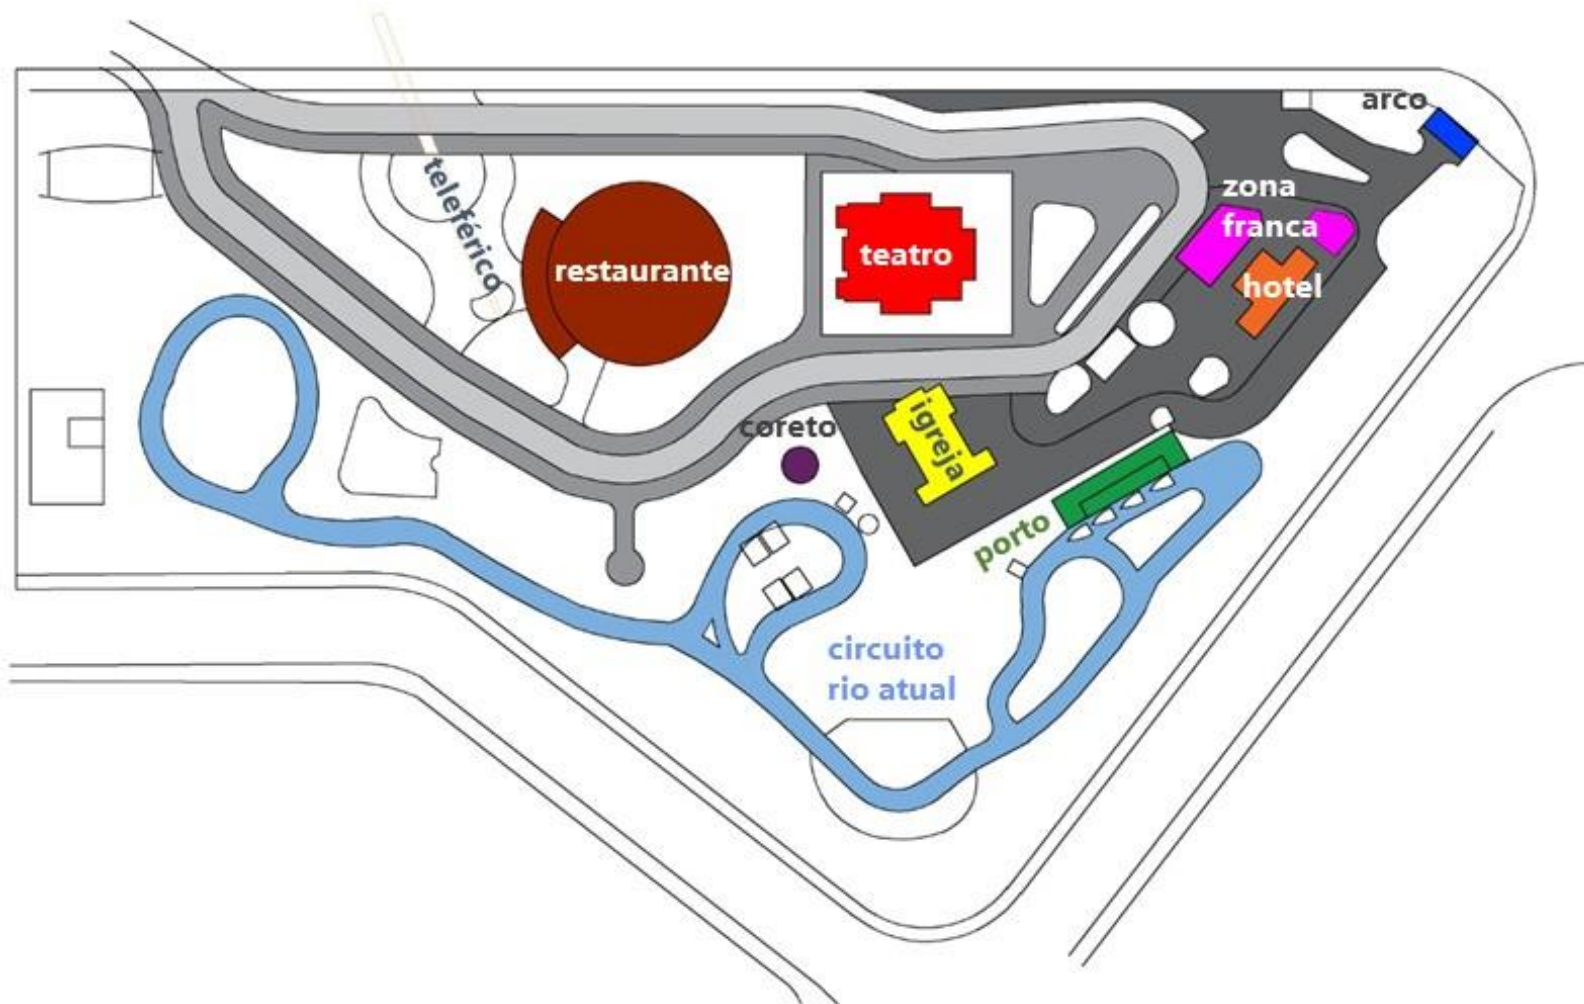 arco
teleférico
zona
franca
restaurante
teatro
hotel
coreto
igreja
porto
circuito
rio atual